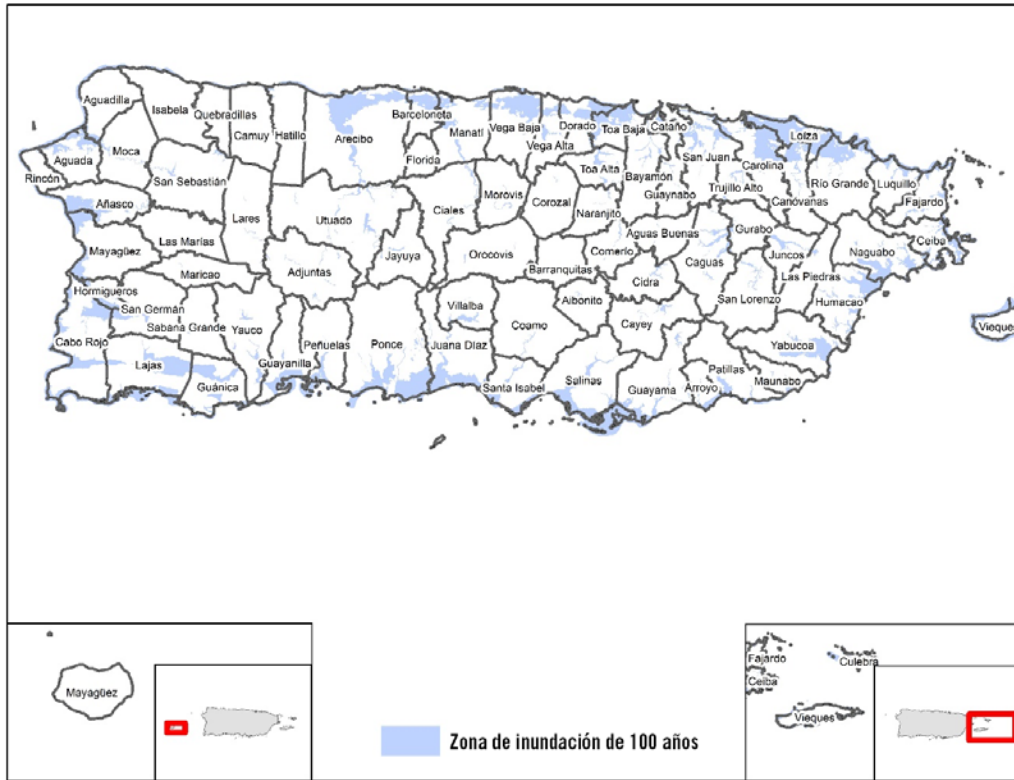 Aguadilla
Isabela
Quebradillas
Camuy
Hatillo
Arecibo
Barceloneta
Manatí
Vega Baja
Vega Alta
Dorado
Toa Baja
Cataño
San Juan
Carolina
Loíza
Aguada
Moca
Rincón
San Sebastián
Florida
Toa Alta
Bayamón
Guaynabo
Trujillo Alto
Canóvanas
Río Grande
Luquillo
Fajardo
Añasco
Lares
Utuado
Ciales
Morovis
Corozal
Naranjito
Aguas Buenas
Gurabo
Ceiba
Mayagüez
Las Marías
Maricao
Adjuntas
Jayuya
Orocovis
Barranquitas
Comerío
Cidra
Caguas
Juncos
Las Piedras
Naguabo
Hormigueros
San Germán
Sabana Grande
Yauco
Guayanilla
Peñuelas
Ponce
Villalba
Juana Díaz
Coamo
Aibonito
Cayey
San Lorenzo
Humacao
Vieques
Cabo Rojo
Lajas
Guánica
Santa Isabel
Salinas
Guayama
Arroyo
Patillas
Maunabo
Yabucoa
Mayagüez
Zona de inundación de 100 años
Fajardo
Ceiba
Culebra
Vieques